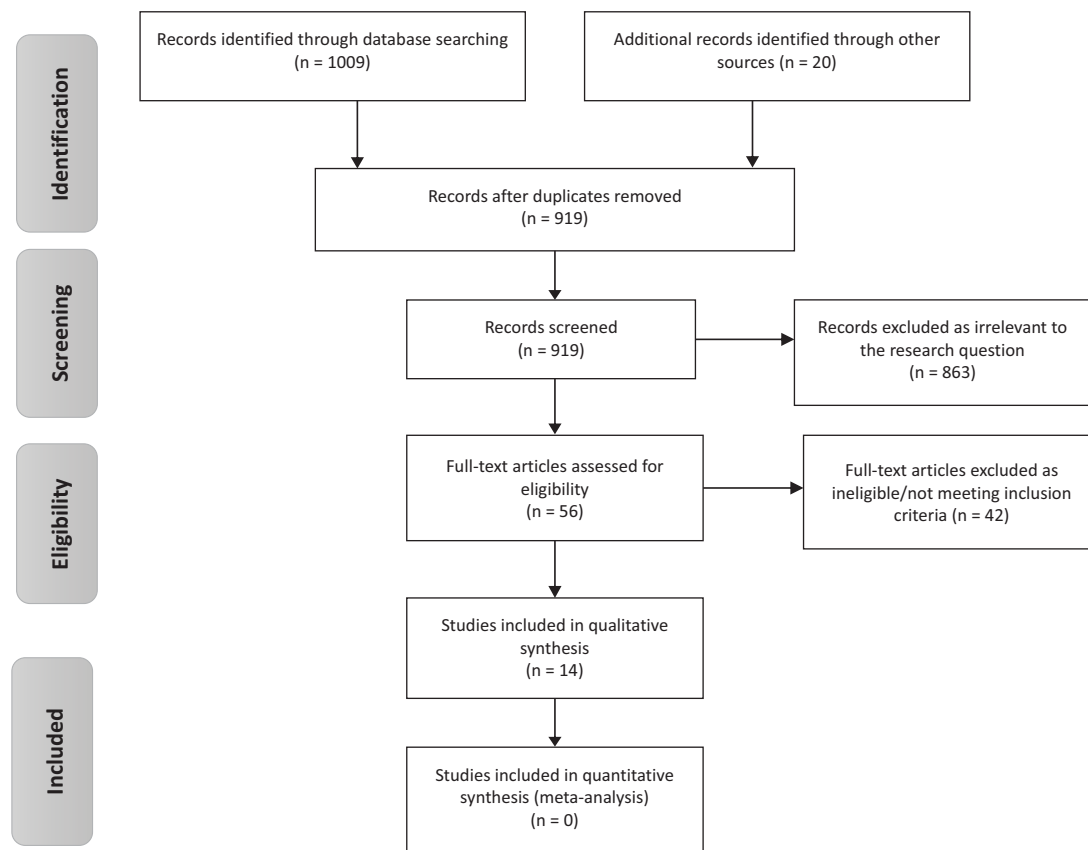 Identification
Records identified through database searching
(n = 1009)
Additional records identified through other
sources (n = 20)
Records after duplicates removed
(n = 919)
Screening
Records screened
(n = 919)
Records excluded as irrelevant to
the research question
(n = 863)
Eligibility
Full-text articles assessed for
eligibility
(n = 56)
Full-text articles excluded as
ineligible/not meeting inclusion
criteria (n = 42)
Included
Studies included in qualitative
synthesis
(n = 14)
Studies included in quantitative
synthesis (meta-analysis)
(n = 0)